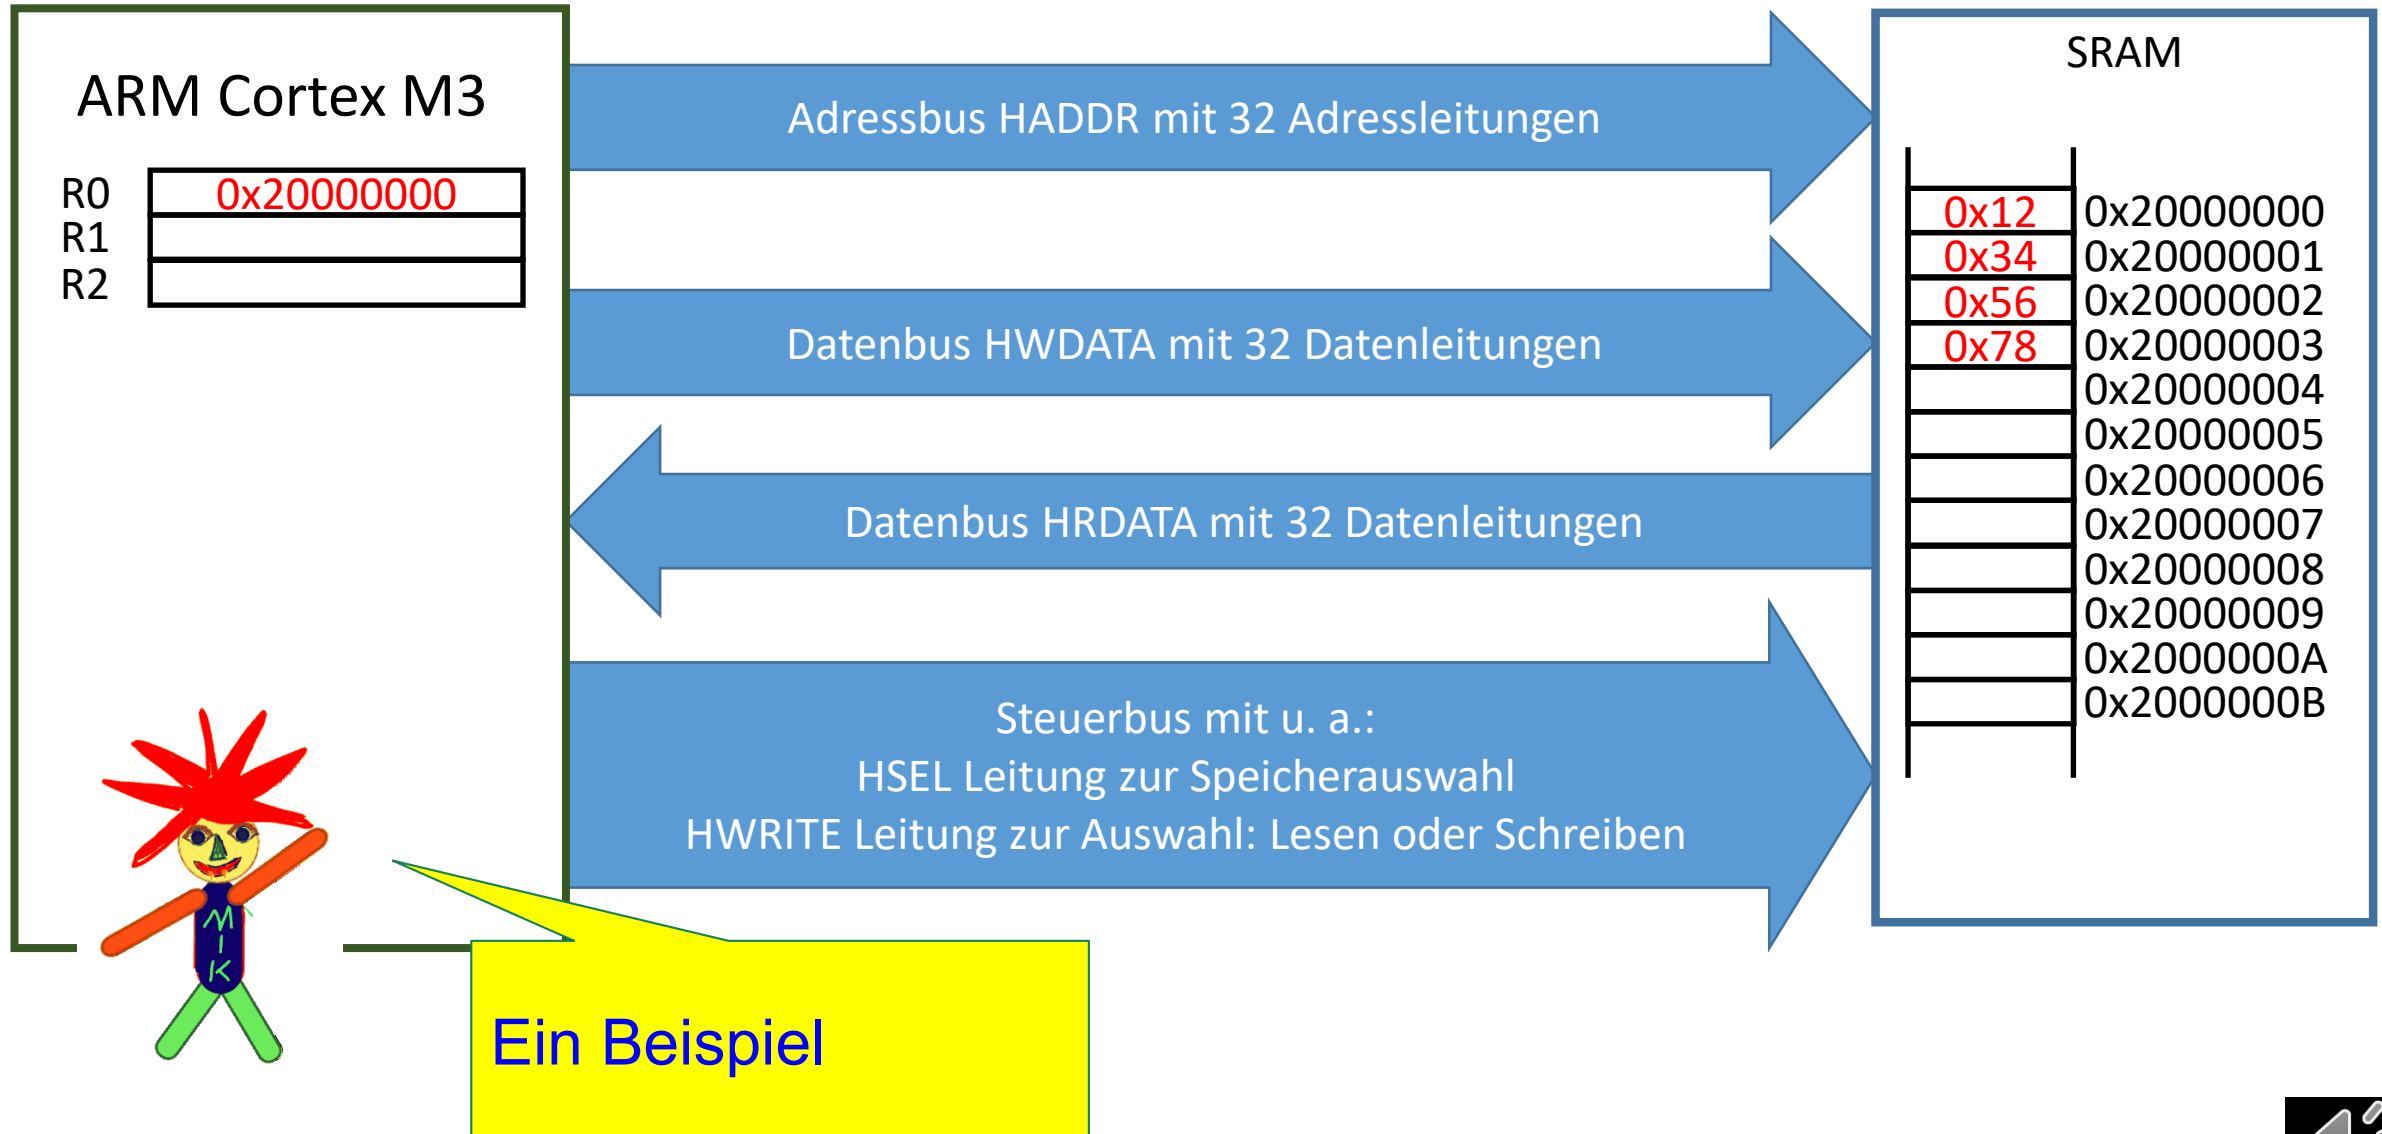 ARM Cortex M3
R0 0x20000000
R1
R2
Adressbus HADDR mit 32 Adressleitungen
Datenbus HWDATA mit 32 Datenleitungen
Datenbus HRDATA mit 32 Datenleitungen
Steuerbus mit u. a.:
HSEL Leitung zur Speicherauswahl
HWRITE Leitung zur Auswahl: Lesen oder Schreiben
SRAM
0x12 0x20000000
0x34 0x20000001
0x56 0x20000002
0x78 0x20000003
0x20000004
0x20000005
0x20000006
0x20000007
0x20000008
0x20000009
0x2000000A
0x2000000B
M
I
K
Ein Beispiel